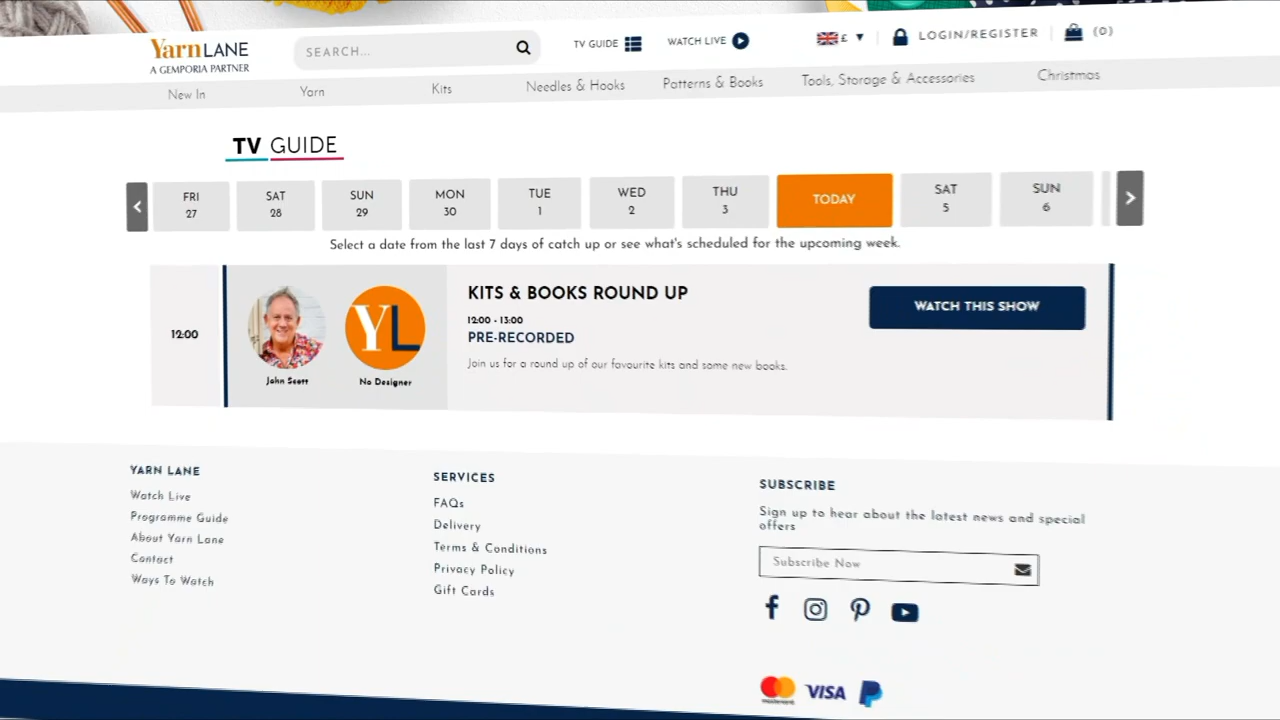 YarnLANE
A GEMPORIA PARTNER
SEARCH...
TV GUIDE
WATCH LIVE
£
LOGIN/REGISTER
(0)
New In
Yarn
Kits
Needles & Hooks
Patterns & Books
Tools, Storage & Accessories
Christmas
TV GUIDE
FRI
27
SAT
28
SUN
29
MON
30
TUE
1
WED
2
THU
3
TODAY
SAT
5
SUN
6
Select a date from the last 7 days of catch up or see what's scheduled for the upcoming week.
12:00
YL
John Scott
No Designer
KITS & BOOKS ROUND UP
12:00 - 13:00
PRE-RECORDED
Join us for a round up of our favourite kits and some new books.
WATCH THIS SHOW
YARN LANE
Watch Live
Programme Guide
About Yarn Lane
Contact
Ways To Watch
SERVICES
FAQs
Delivery
Terms & Conditions
Privacy Policy
Gift Cards
SUBSCRIBE
Sign up to hear about the latest news and special
offers
Subscribe Now
mastercard
VISA